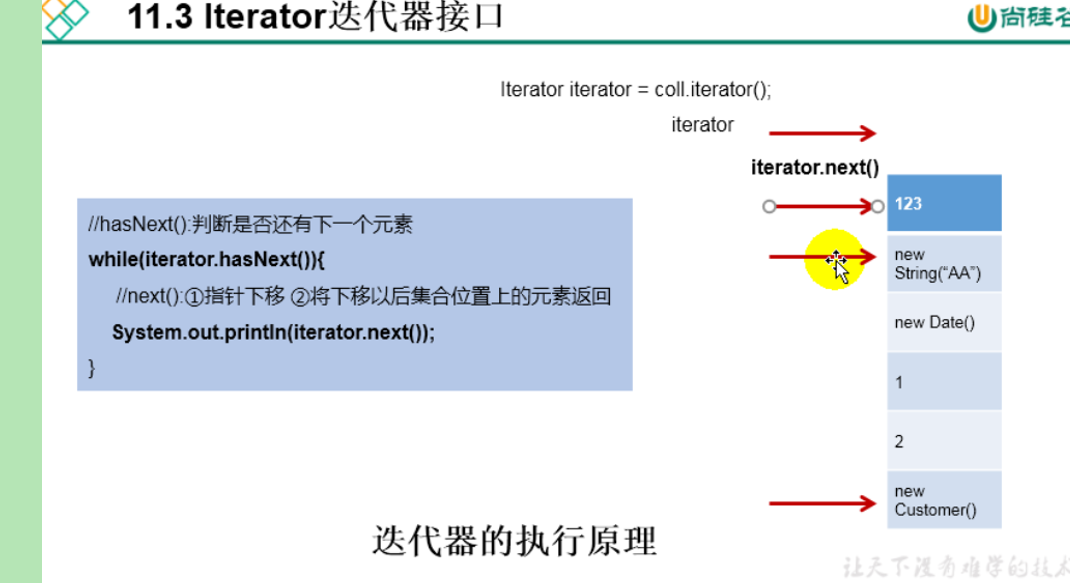 11.3 Iterator迭代器接口
尚硅谷
Iterator iterator = coll.iterator();
iterator
iterator.next()
123
//hasNext():判断是否还有下一个元素
while(iterator.hasNext()){
//next():①指针下移 ②将下移以后集合位置上的元素返回
System.out.println(iterator.next());
}
new
String(“AA”)
new Date()
1
2
new
Customer()
迭代器的执行原理
让天下没有难学的技术